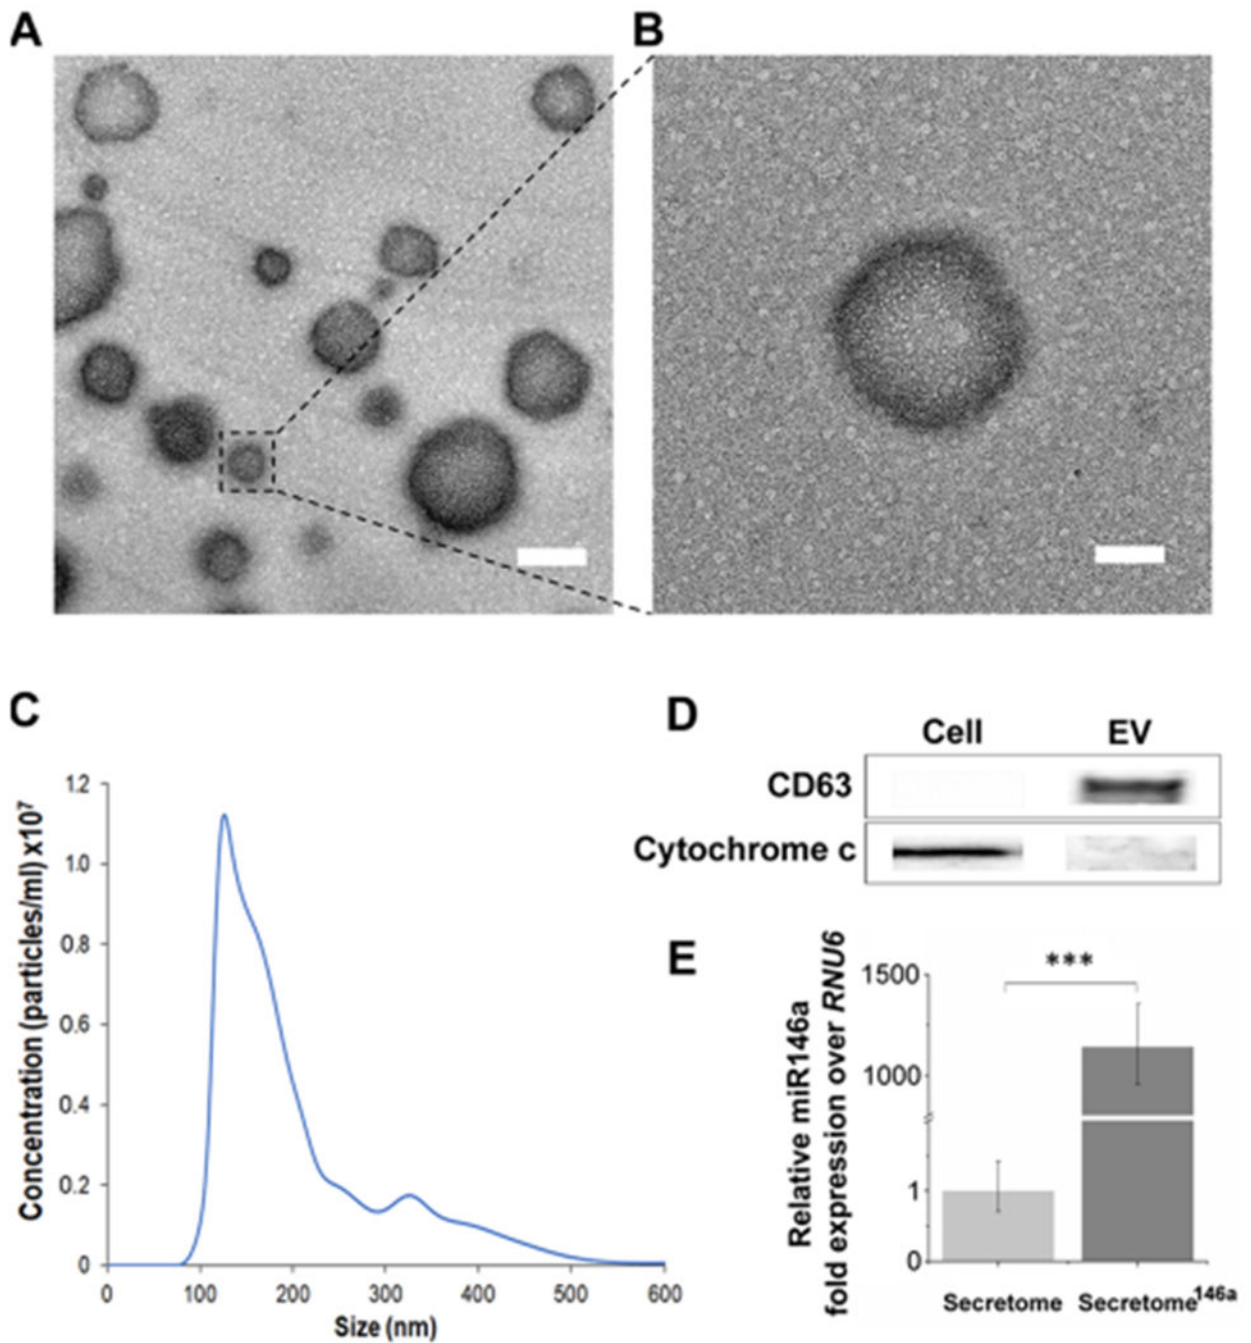 A
B
C
1.2
1.0
0.8
0.6
0.4
0.2
0
Concentration (particles/ml) x10⁷
0 100 200 300 400 500 600
Size (nm)
D
Cell EV
CD63
Cytochrome c
E
Relative miR146a
fold expression over RNU6
***
1500
1000
1
0
Secretome Secretome¹⁴⁶ᵃ